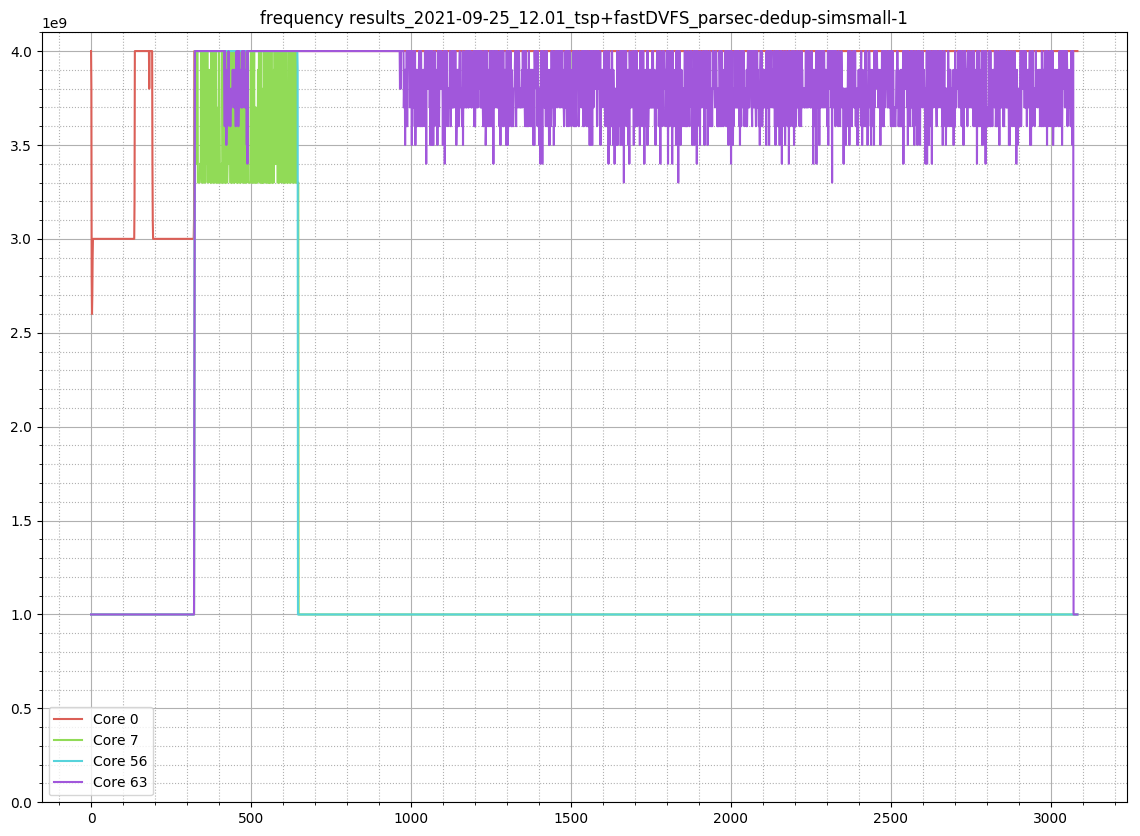 frequency results_2021-09-25_12.01_tsp+fastDVFS_parsec-dedup-simsmall-1
1e9
4.0
3.5
3.0
2.5
2.0
1.5
1.0
0.5
0.0
Core 0
Core 7
Core 56
Core 63
0 500 1000 1500 2000 2500 3000